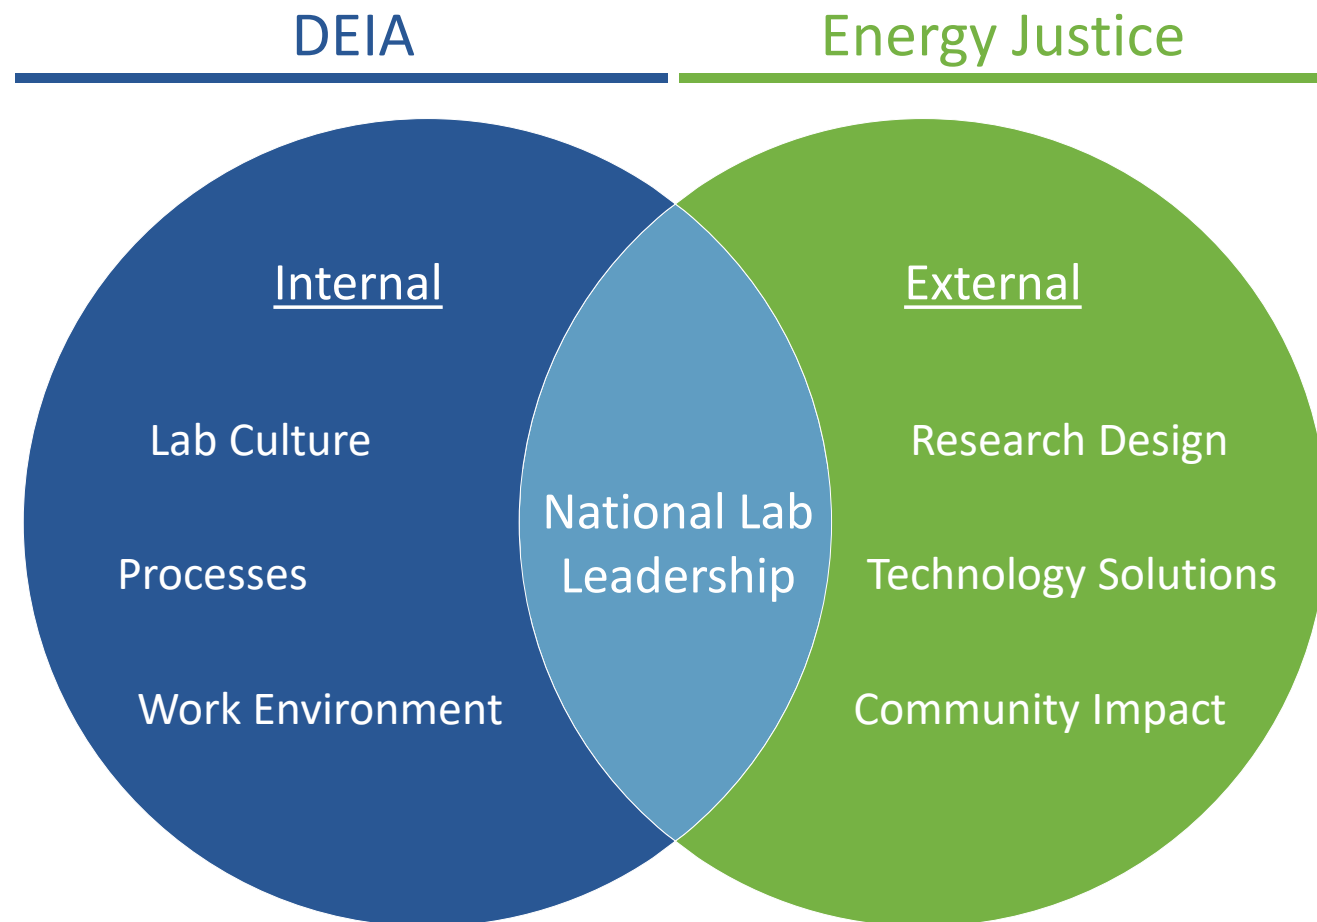 DEIA
Energy Justice
Internal
Lab Culture
Processes
Work Environment
National Lab
Leadership
External
Research Design
Technology Solutions
Community Impact